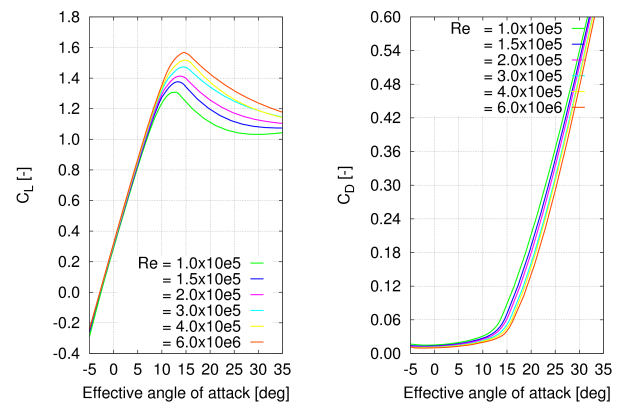 1.8
1.6
1.4
1.2
1.0
0.8
0.6
0.4
0.2
0.0
-0.2
-0.4
C_L [-]
Re = 1.0x10e5
= 1.5x10e5
= 2.0x10e5
= 3.0x10e5
= 4.0x10e5
= 6.0x10e6
-5 0 5 10 15 20 25 30 35
Effective angle of attack [deg]
0.60
0.54
0.48
0.42
0.36
0.30
0.24
0.18
0.12
0.06
0.00
C_D [-]
Re = 1.0x10e5
= 1.5x10e5
= 2.0x10e5
= 3.0x10e5
= 4.0x10e5
= 6.0x10e6
-5 0 5 10 15 20 25 30 35
Effective angle of attack [deg]